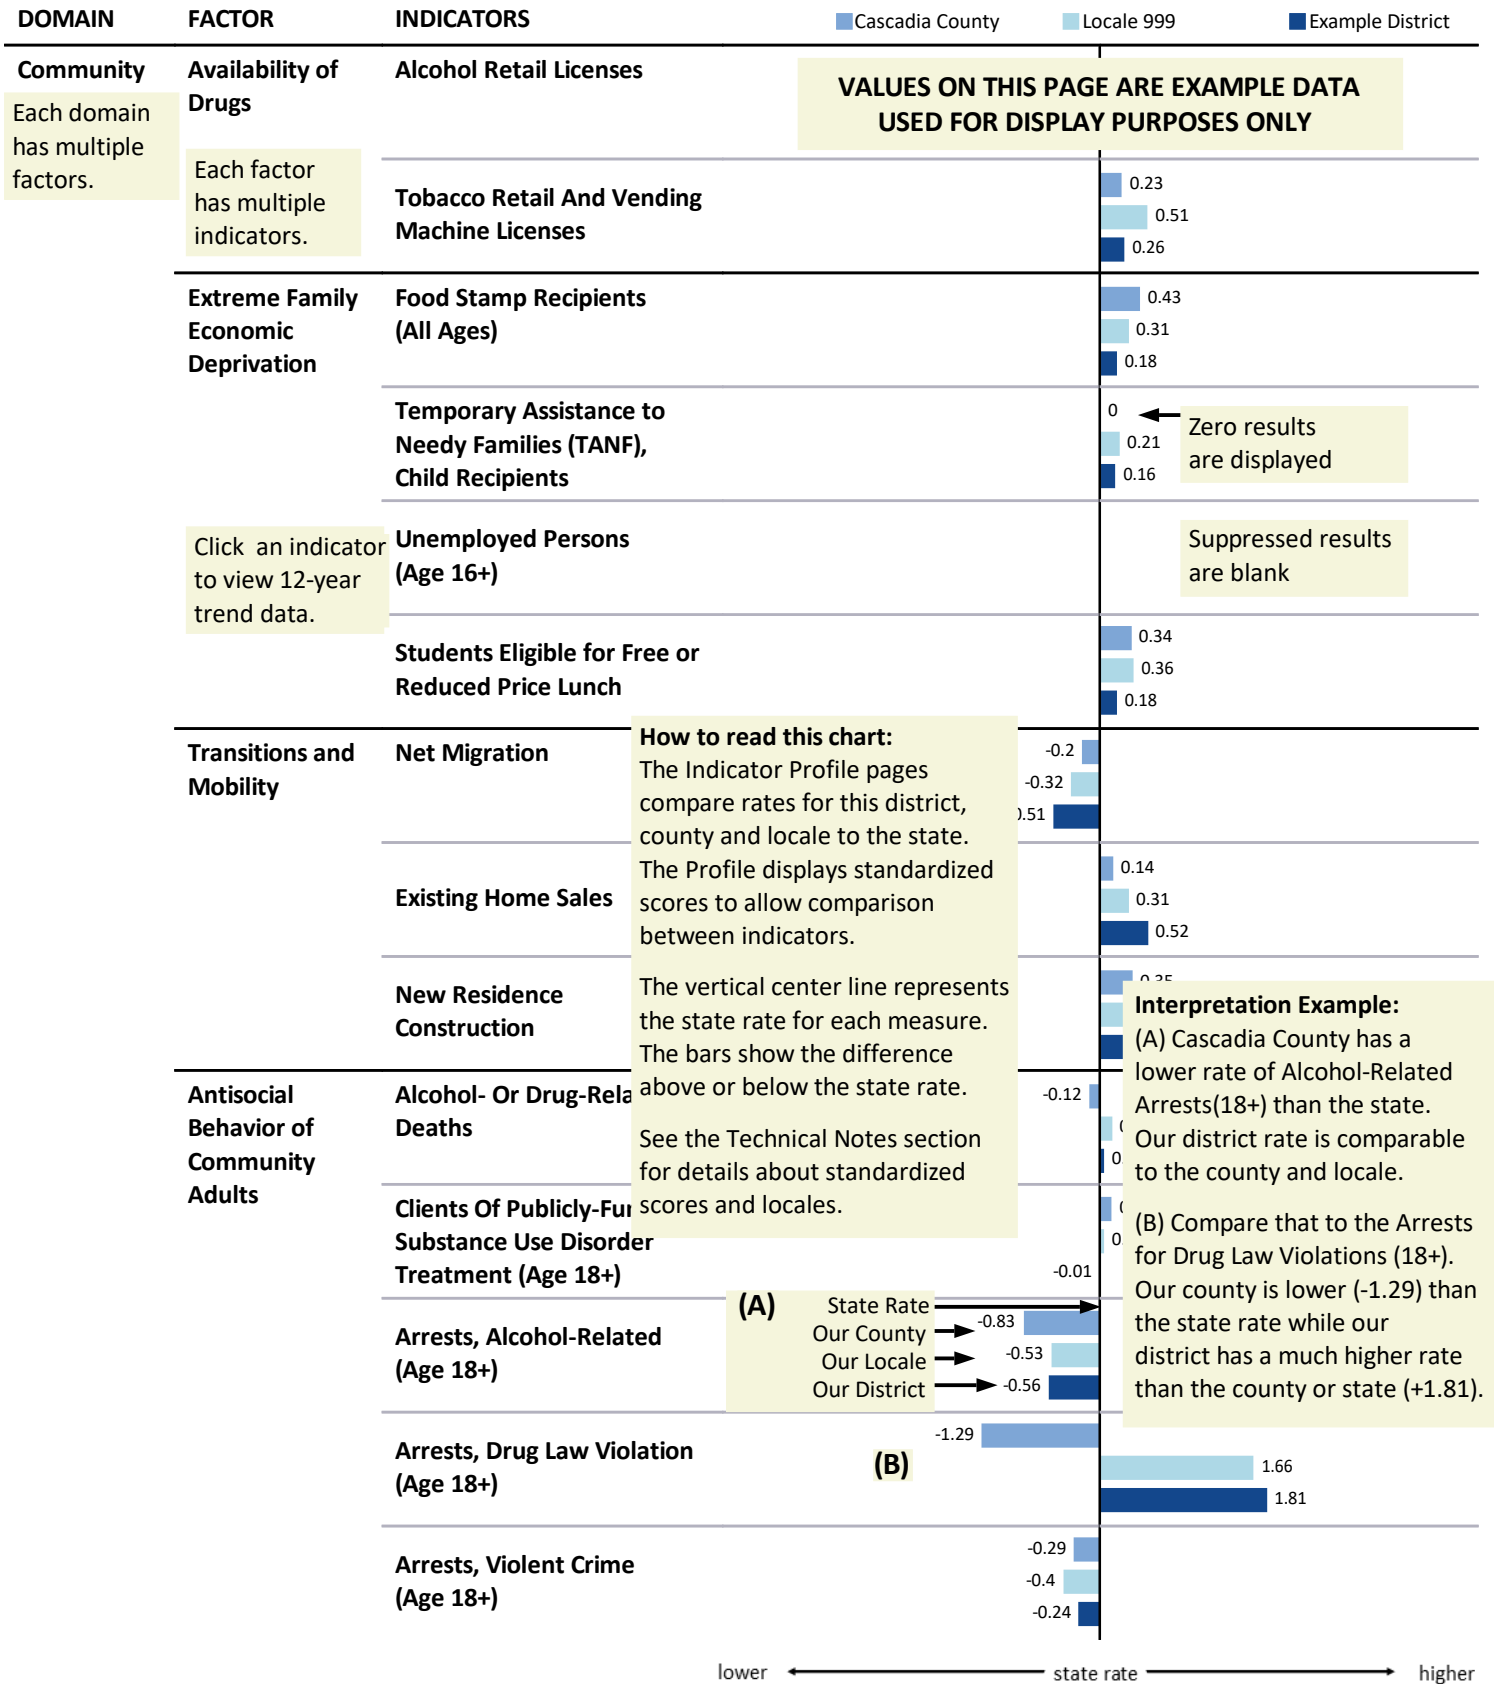 DOMAIN FACTOR INDICATORS Cascadia County Locale 999 Example District
Community
Each domain
has multiple
factors.
Availability of
Drugs
Each factor
has multiple
indicators.
Alcohol Retail Licenses
VALUES ON THIS PAGE ARE EXAMPLE DATA
USED FOR DISPLAY PURPOSES ONLY
Tobacco Retail And Vending
Machine Licenses
0.23
0.51
0.26
Extreme Family
Economic
Deprivation
Food Stamp Recipients
(All Ages)
0.43
0.31
0.18
Temporary Assistance to
Needy Families (TANF),
Child Recipients
0
0.21
0.16
Zero results
are displayed
Click an indicator
to view 12-year
trend data.
Unemployed Persons
(Age 16+)
Suppressed results
are blank
Students Eligible for Free or
Reduced Price Lunch
0.34
0.36
0.18
Transitions and
Mobility
Net Migration
-0.2
-0.32
.51
How to read this chart:
The Indicator Profile pages
compare rates for this district,
county and locale to the state.
The Profile displays standardized
scores to allow comparison
between indicators.
The vertical center line represents
the state rate for each measure.
The bars show the difference
above or below the state rate.
See the Technical Notes section
for details about standardized
scores and locales.
Existing Home Sales
0.14
0.31
0.52
New Residence
Construction
Interpretation Example:
(A) Cascadia County has a
lower rate of Alcohol-Related
Arrests(18+) than the state.
Our district rate is comparable
to the county and locale.
(B) Compare that to the Arrests
for Drug Law Violations (18+).
Our county is lower (-1.29) than
the state rate while our
district has a much higher rate
than the county or state (+1.81).
Antisocial
Behavior of
Community
Adults
Alcohol- Or Drug-Rela
Deaths
-0.12
0.
Clients Of Publicly-Fu
Substance Use Disorder
Treatment (Age 18+)
0.
-0.01
Arrests, Alcohol-Related
(Age 18+)
(A)
State Rate
Our County
Our Locale
Our District
-0.83
-0.53
-0.56
Arrests, Drug Law Violation
(Age 18+)
(B)
-1.29
1.66
1.81
Arrests, Violent Crime
(Age 18+)
-0.29
-0.4
-0.24
lower state rate higher